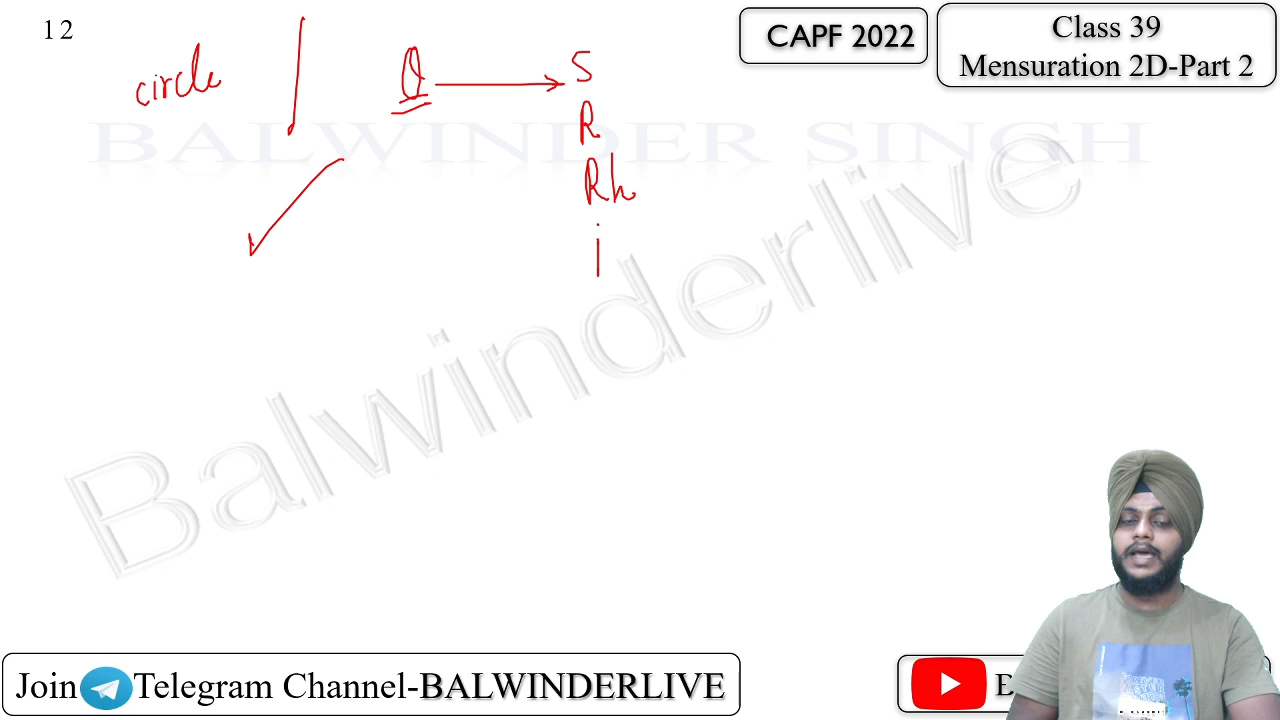 12
CAPF 2022
Class 39
Mensuration 2D-Part 2
circle
Q
S
R
Rh
BALWINDER SINGH
Balwinderlive
Join Telegram Channel-BALWINDERLIVE